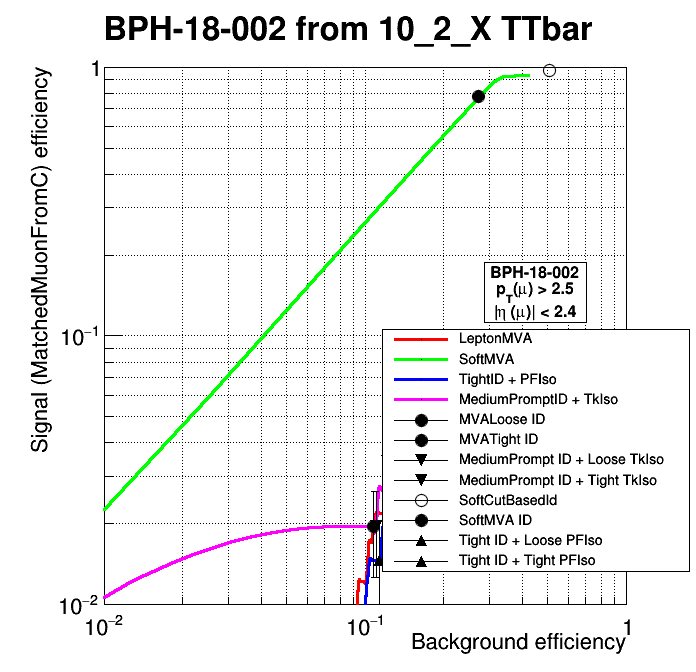 BPH-18-002 from 10_2_X TTbar
Signal (MatchedMuonFromC) efficiency
1
10⁻¹
10⁻²
BPH-18-002
p_T(μ) > 2.5
|η (μ)| < 2.4
LeptonMVA
SoftMVA
TightID + PFIso
MediumPromptID + TkIso
MVALoose ID
MVATight ID
MediumPrompt ID + Loose TkIso
MediumPrompt ID + Tight TkIso
SoftCutBasedId
SoftMVA ID
Tight ID + Loose PFIso
Tight ID + Tight PFIso
10⁻² 10⁻¹ 1
Background efficiency